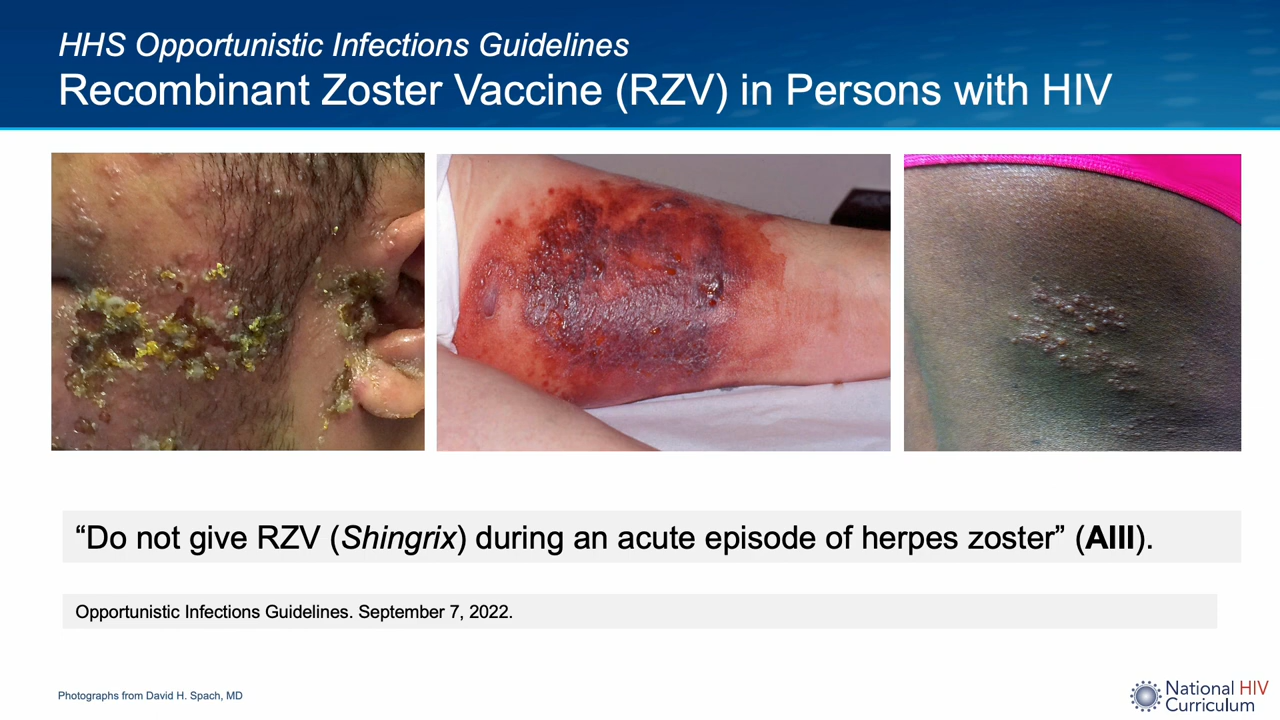 HHS Opportunistic Infections Guidelines
Recombinant Zoster Vaccine (RZV) in Persons with HIV
“Do not give RZV (Shingrix) during an acute episode of herpes zoster” (AIII).
Opportunistic Infections Guidelines. September 7, 2022.
Photographs from David H. Spach, MD
National HIV
Curriculum